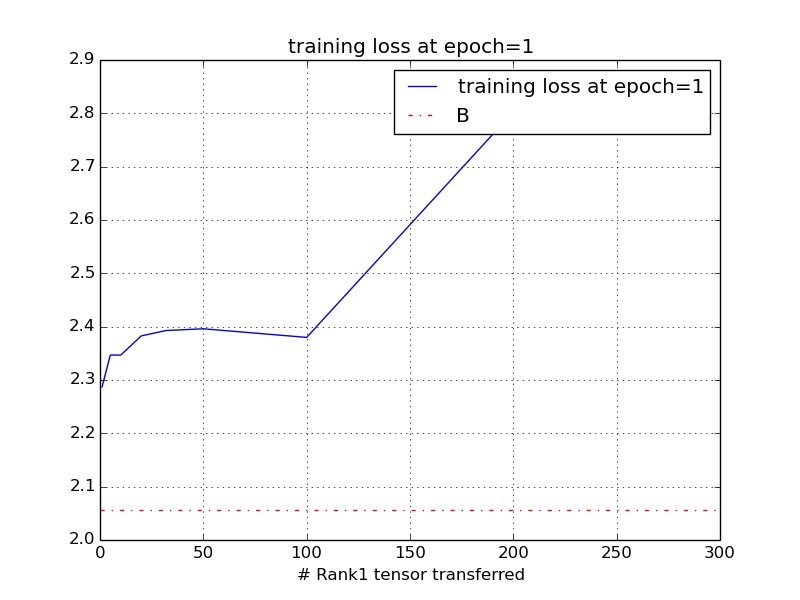 training loss at epoch=1
2.9
2.8
2.7
2.6
2.5
2.4
2.3
2.2
2.1
2.0
training loss at epoch=1
B
0 50 100 150 200 250 300
# Rank1 tensor transferred